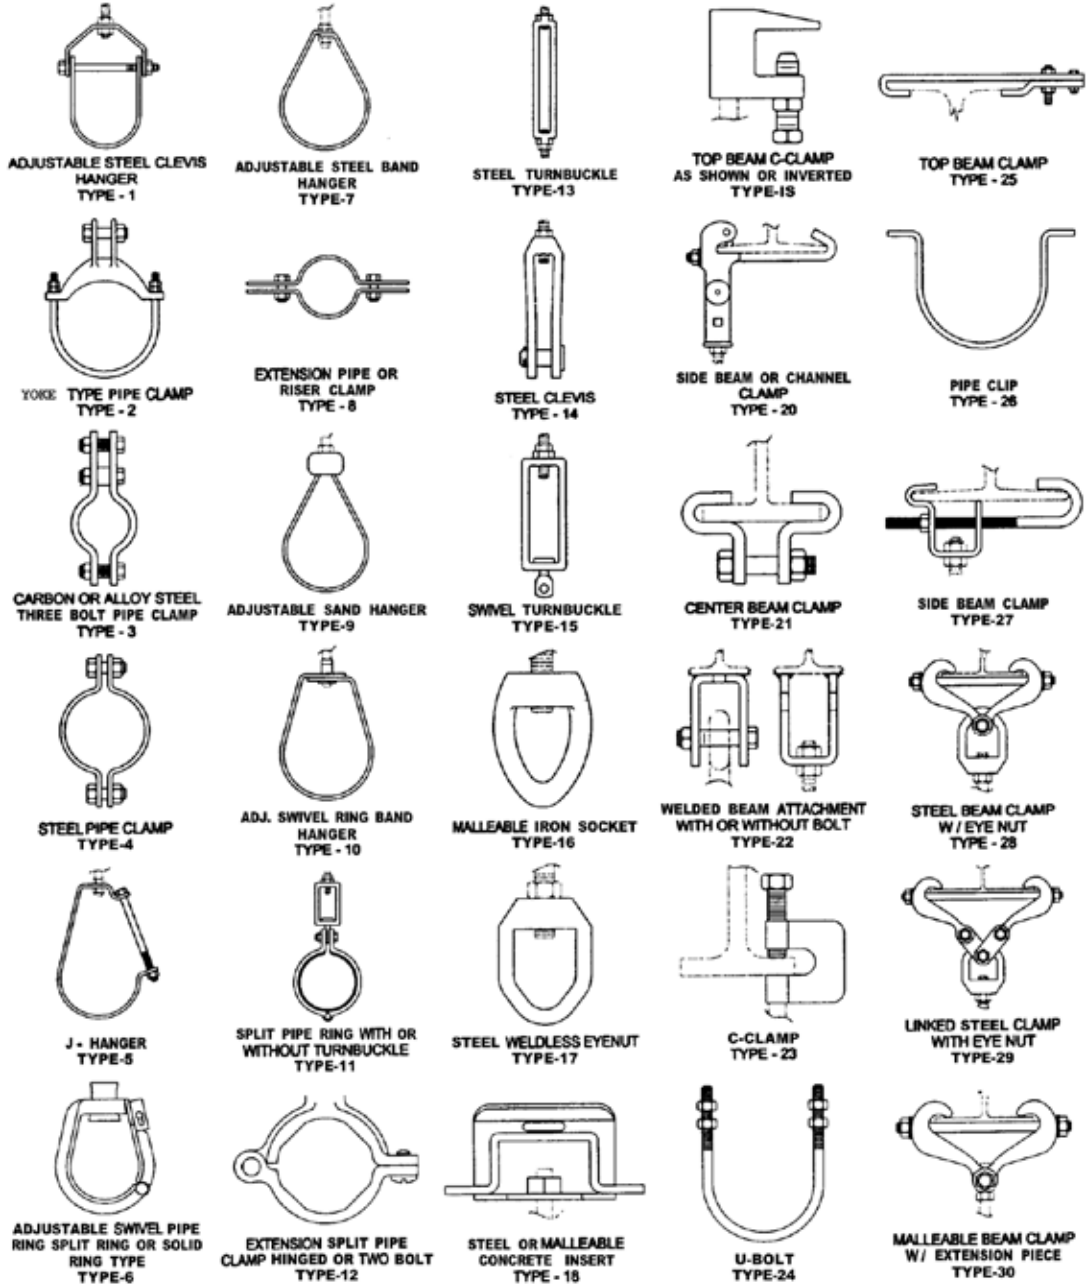 ADJUSTABLE STEEL CLEVIS
HANGER
TYPE - 1
ADJUSTABLE STEEL BAND
HANGER
TYPE-7
STEEL TURNBUCKLE
TYPE-13
TOP BEAM C-CLAMP
AS SHOWN OR INVERTED
TYPE-IS
TOP BEAM CLAMP
TYPE - 25
YOKE TYPE PIPE CLAMP
TYPE - 2
EXTENSION PIPE OR
RISER CLAMP
TYPE - 8
STEEL CLEVIS
TYPE - 14
SIDE BEAM OR CHANNEL
CLAMP
TYPE - 20
PIPE CLIP
TYPE - 26
CARBON OR ALLOY STEEL
THREE BOLT PIPE CLAMP
TYPE - 3
ADJUSTABLE SAND HANGER
TYPE-9
SWIVEL TURNBUCKLE
TYPE-15
CENTER BEAM CLAMP
TYPE-21
SIDE BEAM CLAMP
TYPE-27
STEEL PIPE CLAMP
TYPE-4
ADJ. SWIVEL RING BAND
HANGER
TYPE - 10
MALLEABLE IRON SOCKET
TYPE-16
WELDED BEAM ATTACHMENT
WITH OR WITHOUT BOLT
TYPE-22
STEEL BEAM CLAMP
W / EYE NUT
TYPE - 28
J - HANGER
TYPE-5
SPLIT PIPE RING WITH OR
WITHOUT TURNBUCKLE
TYPE-11
STEEL WELDLESS EYENUT
TYPE-17
C-CLAMP
TYPE - 23
LINKED STEEL CLAMP
WITH EYE NUT
TYPE-29
ADJUSTABLE SWIVEL PIPE
RING SPLIT RING OR SOLID
RING TYPE
TYPE-6
EXTENSION SPLIT PIPE
CLAMP HINGED OR TWO BOLT
TYPE-12
STEEL OR MALLEABLE
CONCRETE INSERT
TYPE - 18
U-BOLT
TYPE-24
MALLEABLE BEAM CLAMP
W/ EXTENSION PIECE
TYPE-30